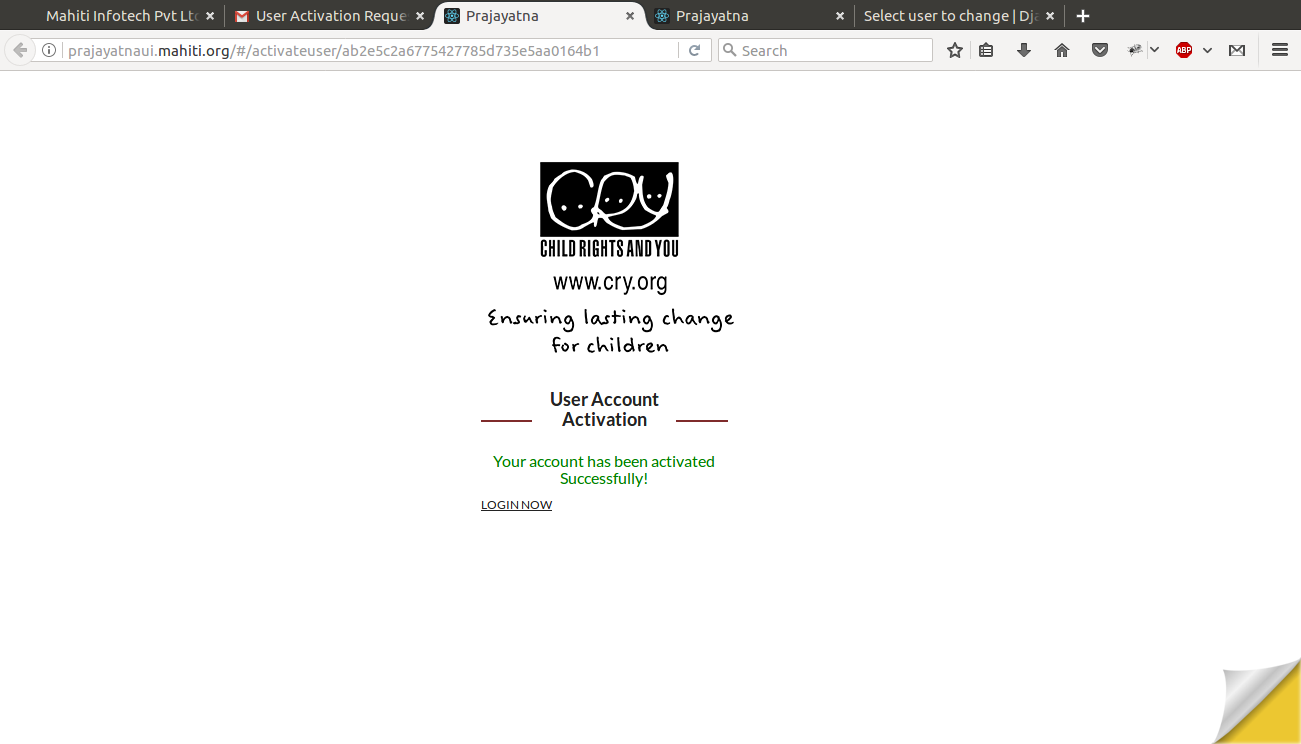 Mahiti Infotech Pvt Ltd
User Activation Reque
Prajayatna
Prajayatna
Select user to change | Dja
prajayatnaui.mahiti.org/#/activateuser/ab2e5c2a6775427785d735e5aa0164b1
Search
ABP
CRY
CHILD RIGHTS AND YOU
www.cry.org
Ensuring lasting change
for children
User Account
Activation
Your account has been activated
Successfully!
LOGIN NOW